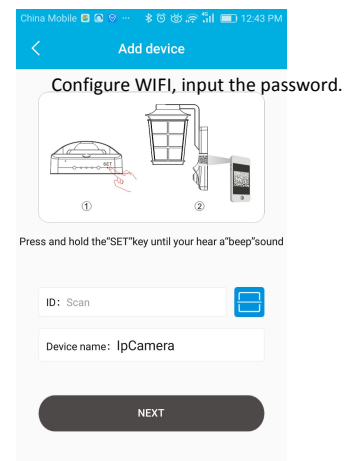 China Mobile ··· 4G 12:43 PM
Add device
Configure WIFI, input the password.
SET
① ②
Press and hold the"SET"key until your hear a"beep"sound
ID: Scan
Device name: IpCamera
NEXT